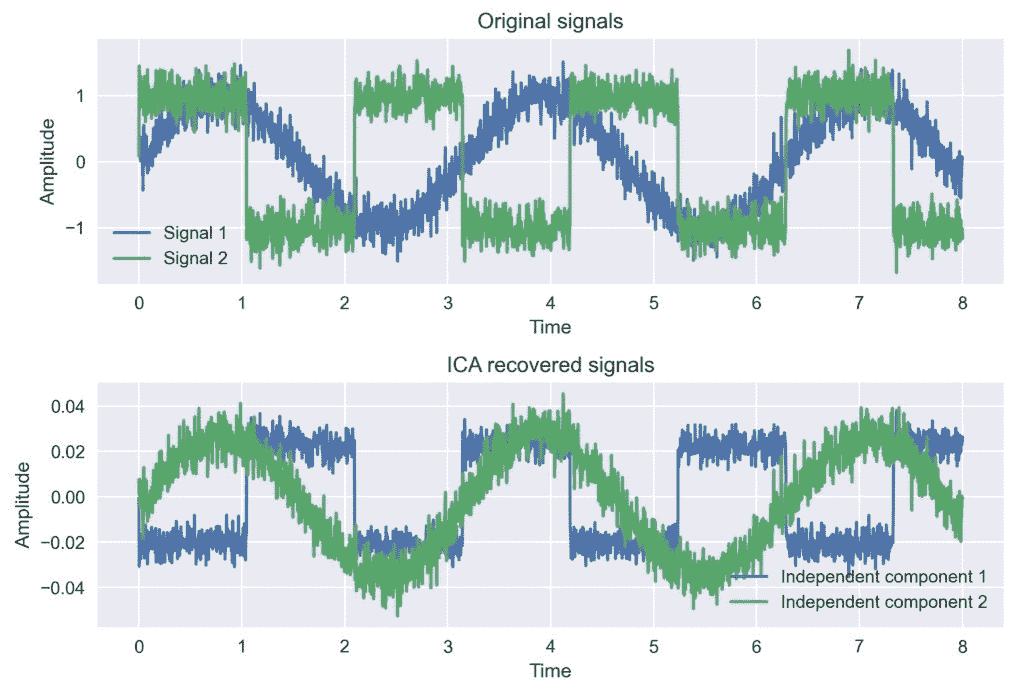 Original signals
Amplitude
1
0
−1
Signal 1
Signal 2
0 1 2 3 4 5 6 7 8
Time
ICA recovered signals
Amplitude
0.04
0.02
0.00
−0.02
−0.04
Independent component 1
Independent component 2
0 1 2 3 4 5 6 7 8
Time